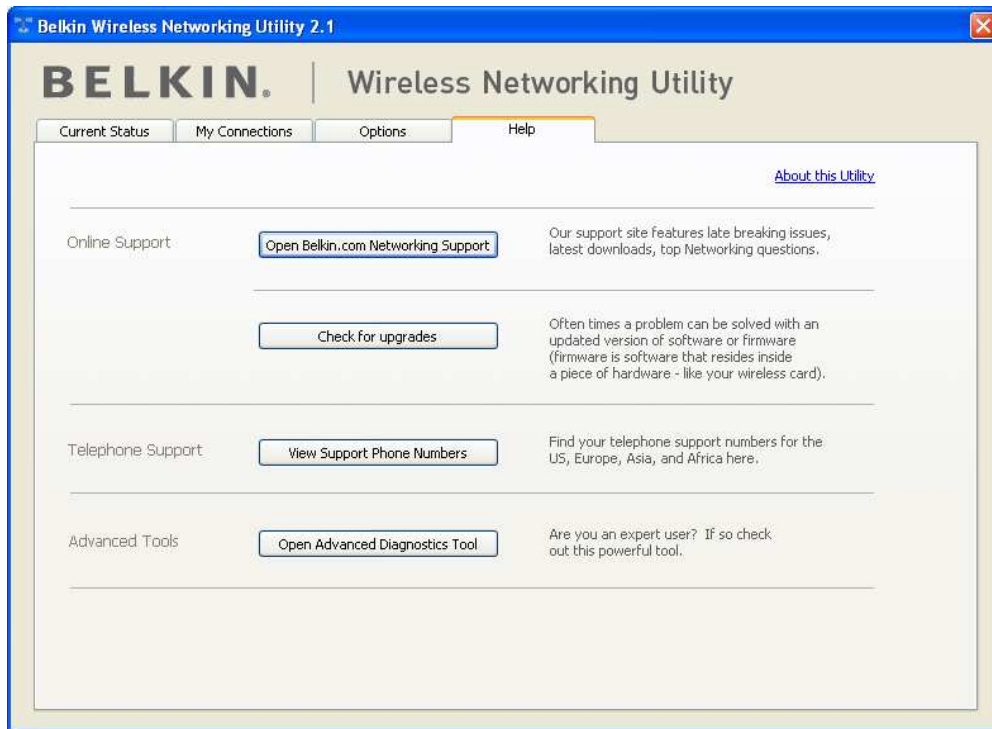 Belkin Wireless Networking Utility 2.1
BELKIN® | Wireless Networking Utility
Current Status
My Connections
Options
Help
About this Utility
Online Support
Open Belkin.com Networking Support
Our support site features late breaking issues,
latest downloads, top Networking questions.
Check for upgrades
Often times a problem can be solved with an
updated version of software or firmware
(firmware is software that resides inside
a piece of hardware - like your wireless card).
Telephone Support
View Support Phone Numbers
Find your telephone support numbers for the
US, Europe, Asia, and Africa here.
Advanced Tools
Open Advanced Diagnostics Tool
Are you an expert user? If so check
out this powerful tool.